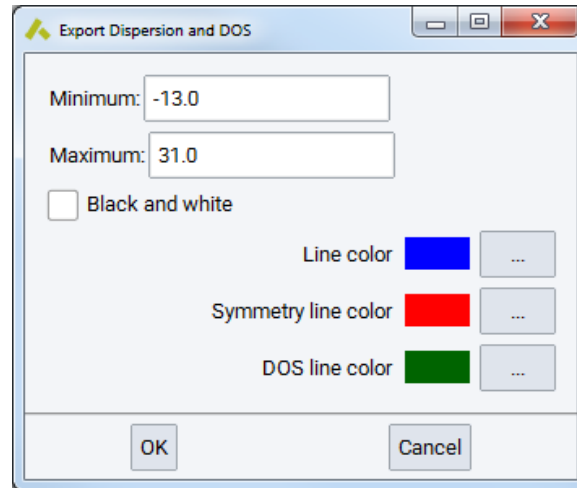 Export Dispersion and DOS
Minimum: -13.0
Maximum: 31.0
Black and white
Line color ...
Symmetry line color ...
DOS line color ...
OK Cancel